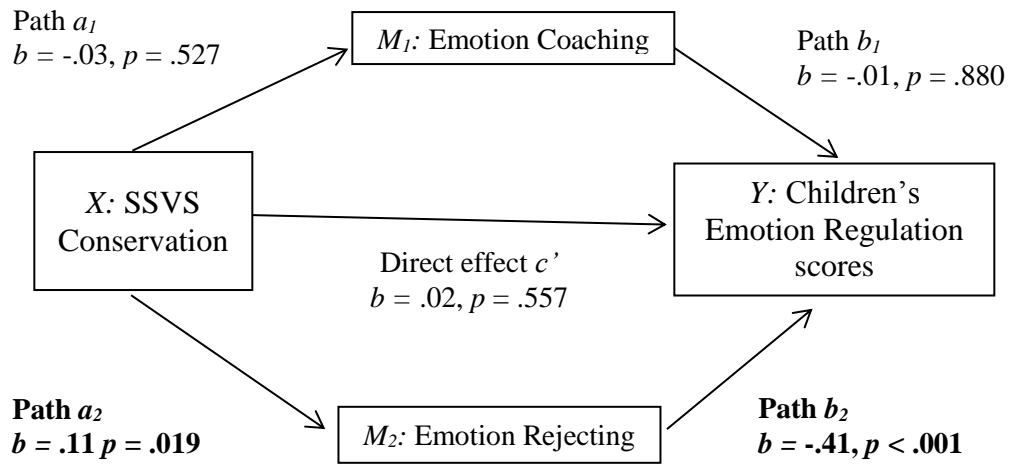 Path a1
b = -.03, p = .527
M1: Emotion Coaching
Path b1
b = -.01, p = .880
X: SSVS
Conservation
Y: Children’s
Emotion Regulation
scores
Direct effect c’
b = .02, p = .557
Path a2
b = .11 p = .019
M2: Emotion Rejecting
Path b2
b = -.41, p < .001